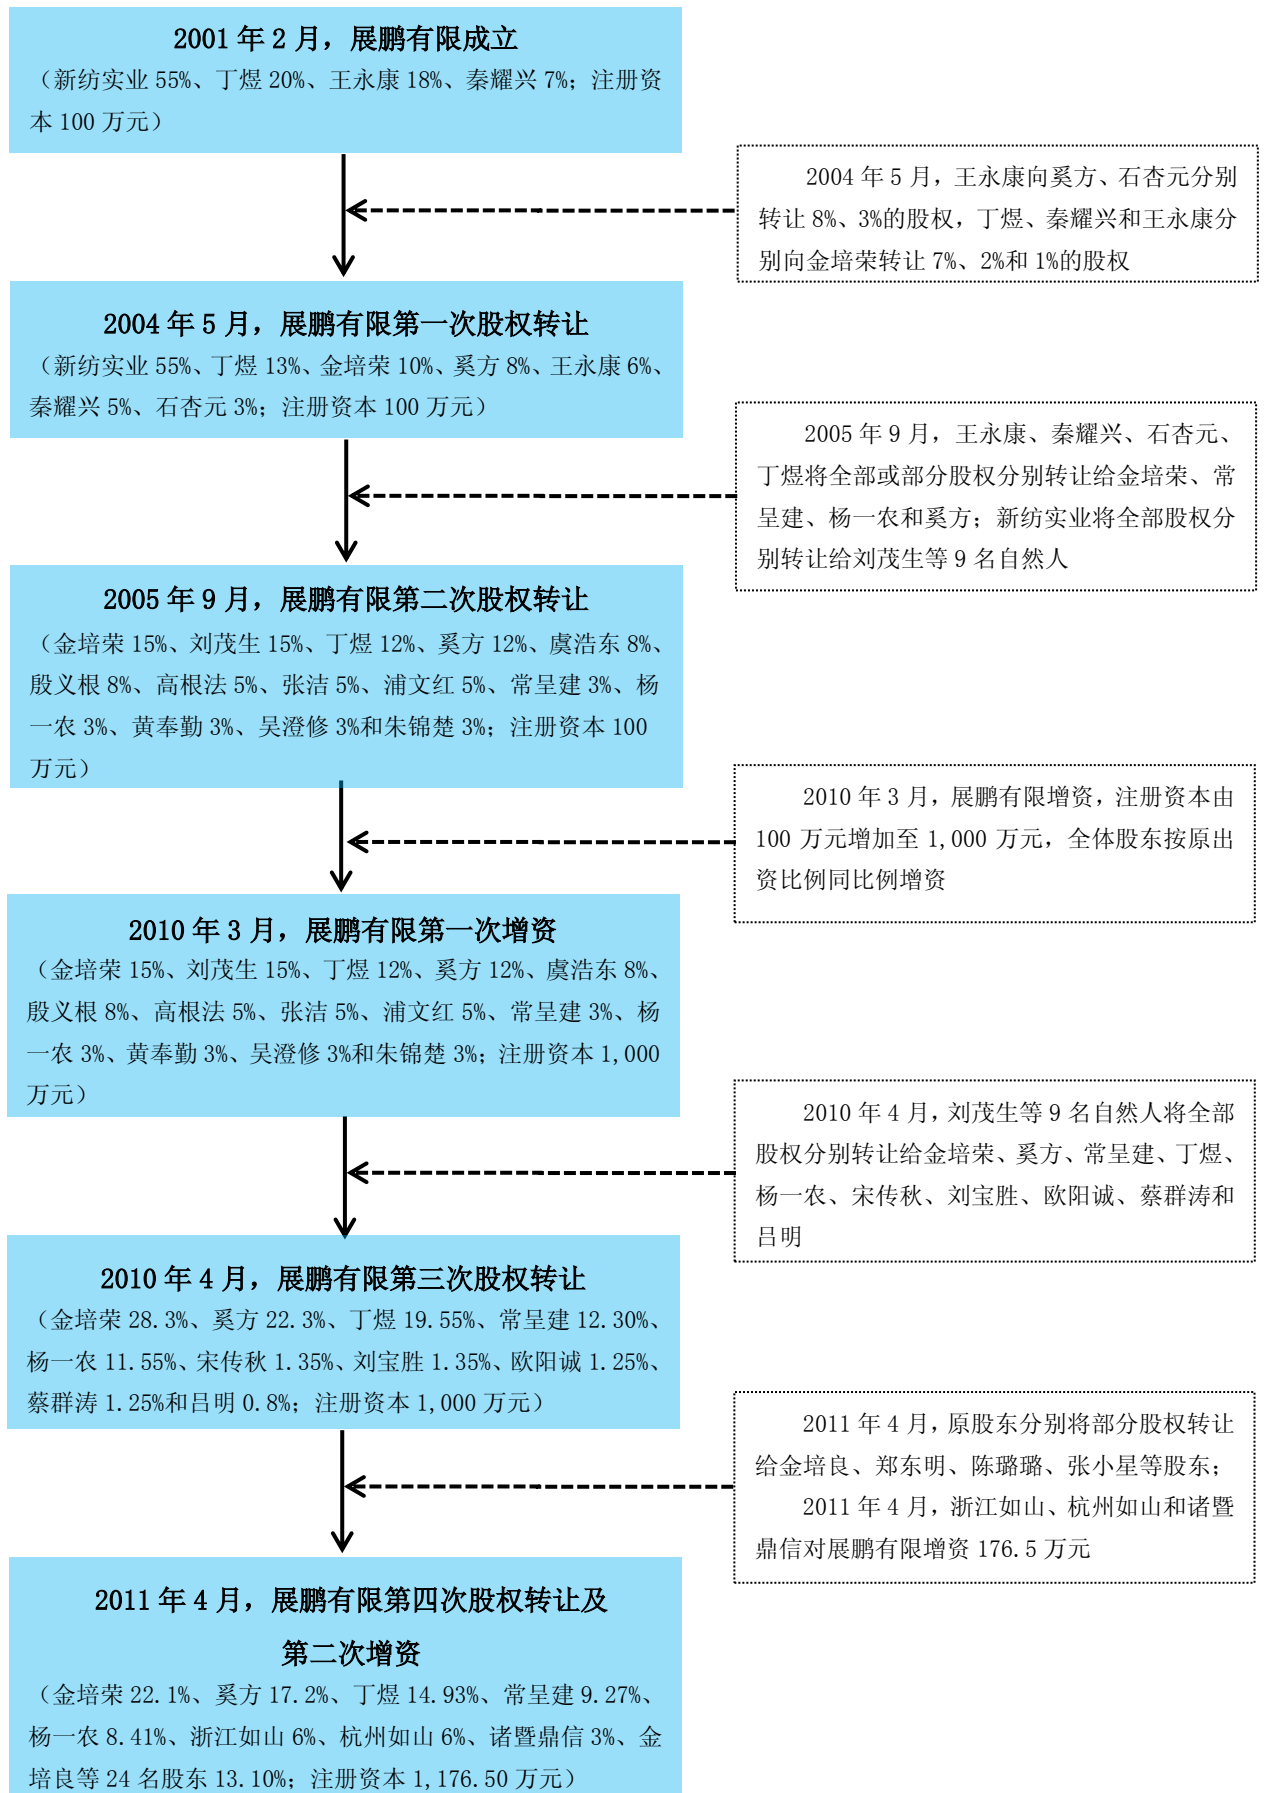 2001 年 2 月，展鹏有限成立
（新纺实业 55%、丁煜 20%、王永康 18%、秦耀兴 7%；注册资
本 100 万元）
2004 年 5 月，王永康向奚方、石杏元分别
转让 8%、3%的股权，丁煜、秦耀兴和王永康分
别向金培荣转让 7%、2%和 1%的股权
2004 年 5 月，展鹏有限第一次股权转让
（新纺实业 55%、丁煜 13%、金培荣 10%、奚方 8%、王永康 6%、
秦耀兴 5%、石杏元 3%；注册资本 100 万元）
2005 年 9 月，王永康、秦耀兴、石杏元、
丁煜将全部或部分股权分别转让给金培荣、常
呈建、杨一农和奚方；新纺实业将全部股权分
别转让给刘茂生等 9 名自然人
2005 年 9 月，展鹏有限第二次股权转让
（金培荣 15%、刘茂生 15%、丁煜 12%、奚方 12%、虞浩东 8%、
殷义根 8%、高根法 5%、张洁 5%、浦文红 5%、常呈建 3%、杨
一农 3%、黄奉勤 3%、吴澄修 3%和朱锦楚 3%；注册资本 100
万元）
2010 年 3 月，展鹏有限增资，注册资本由
100 万元增加至 1,000 万元，全体股东按原出
资比例同比例增资
2010 年 3 月，展鹏有限第一次增资
（金培荣 15%、刘茂生 15%、丁煜 12%、奚方 12%、虞浩东 8%、
殷义根 8%、高根法 5%、张洁 5%、浦文红 5%、常呈建 3%、杨
一农 3%、黄奉勤 3%、吴澄修 3%和朱锦楚 3%；注册资本 1,000
万元）
2010 年 4 月，刘茂生等 9 名自然人将全部
股权分别转让给金培荣、奚方、常呈建、丁煜、
杨一农、宋传秋、刘宝胜、欧阳诚、蔡群涛和
吕明
2010 年 4 月，展鹏有限第三次股权转让
（金培荣 28.3%、奚方 22.3%、丁煜 19.55%、常呈建 12.30%、
杨一农 11.55%、宋传秋 1.35%、刘宝胜 1.35%、欧阳诚 1.25%、
蔡群涛 1.25%和吕明 0.8%；注册资本 1,000 万元）
2011 年 4 月，原股东分别将部分股权转让
给金培良、郑东明、陈璐璐、张小星等股东；
2011 年 4 月，浙江如山、杭州如山和诸暨
鼎信对展鹏有限增资 176.5 万元
2011 年 4 月，展鹏有限第四次股权转让及
第二次增资
（金培荣 22.1%、奚方 17.2%、丁煜 14.93%、常呈建 9.27%、
杨一农 8.41%、浙江如山 6%、杭州如山 6%、诸暨鼎信 3%、金
培良等 24 名股东 13.10%；注册资本 1,176.50 万元）